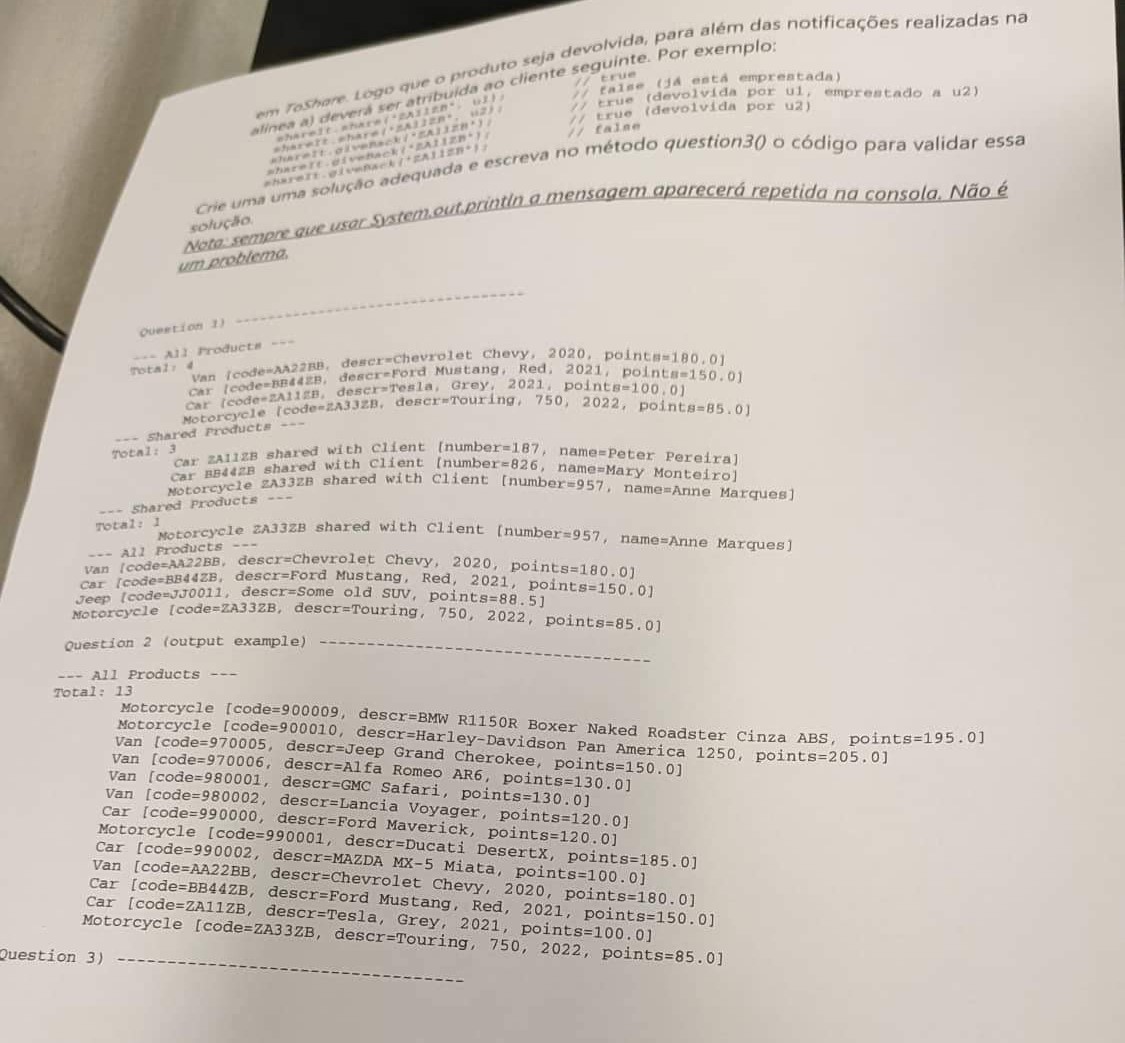 em ToShare. Logo que o produto seja devolvida, para além das notificações realizadas na
alínea a) deverá ser atribuída ao cliente seguinte. Por exemplo:
shareIt.share("ZA11ZB", u1); // true
shareIt.share("ZA11ZB", u2); // false (já está emprestada)
shareIt.giveBack("ZA11ZB"); // true (devolvida por u1, emprestado a u2)
shareIt.giveBack("ZA11ZB"); // true (devolvida por u2)
shareIt.giveBack("ZA11ZB"); // false
Crie uma uma solução adequada e escreva no método question3() o código para validar essa
solução.
Nota: sempre que usar System.out.println a mensagem aparecerá repetida na consola. Não é
um problema.
Question 1) ----------------------------------
--- All Products ---
Total: 4
Van [code=AA22BB, descr=Chevrolet Chevy, 2020, points=180.0]
Car [code=BB44ZB, descr=Ford Mustang, Red, 2021, points=150.0]
Car [code=ZA11ZB, descr=Tesla, Grey, 2021, points=100.0]
Motorcycle [code=ZA33ZB, descr=Touring, 750, 2022, points=85.0]
--- Shared Products ---
Total: 3
Car ZA11ZB shared with Client [number=187, name=Peter Pereira]
Car BB44ZB shared with Client [number=826, name=Mary Monteiro]
Motorcycle ZA33ZB shared with Client [number=957, name=Anne Marques]
--- Shared Products ---
Total: 1
Motorcycle ZA33ZB shared with Client [number=957, name=Anne Marques]
--- All Products ---
Van [code=AA22BB, descr=Chevrolet Chevy, 2020, points=180.0]
Car [code=BB44ZB, descr=Ford Mustang, Red, 2021, points=150.0]
Jeep [code=JJ0011, descr=Some old SUV, points=88.5]
Motorcycle [code=ZA33ZB, descr=Touring, 750, 2022, points=85.0]
Question 2 (output example) ----------------------------------
--- All Products ---
Total: 13
Motorcycle [code=900009, descr=BMW R1150R Boxer Naked Roadster Cinza ABS, points=195.0]
Motorcycle [code=900010, descr=Harley-Davidson Pan America 1250, points=205.0]
Van [code=970005, descr=Jeep Grand Cherokee, points=150.0]
Van [code=970006, descr=Alfa Romeo AR6, points=130.0]
Van [code=980001, descr=GMC Safari, points=130.0]
Van [code=980002, descr=Lancia Voyager, points=120.0]
Car [code=990000, descr=Ford Maverick, points=120.0]
Motorcycle [code=990001, descr=Ducati DesertX, points=185.0]
Car [code=990002, descr=MAZDA MX-5 Miata, points=100.0]
Van [code=AA22BB, descr=Chevrolet Chevy, 2020, points=180.0]
Car [code=BB44ZB, descr=Ford Mustang, Red, 2021, points=150.0]
Car [code=ZA11ZB, descr=Tesla, Grey, 2021, points=100.0]
Motorcycle [code=ZA33ZB, descr=Touring, 750, 2022, points=85.0]
Question 3) ----------------------------------